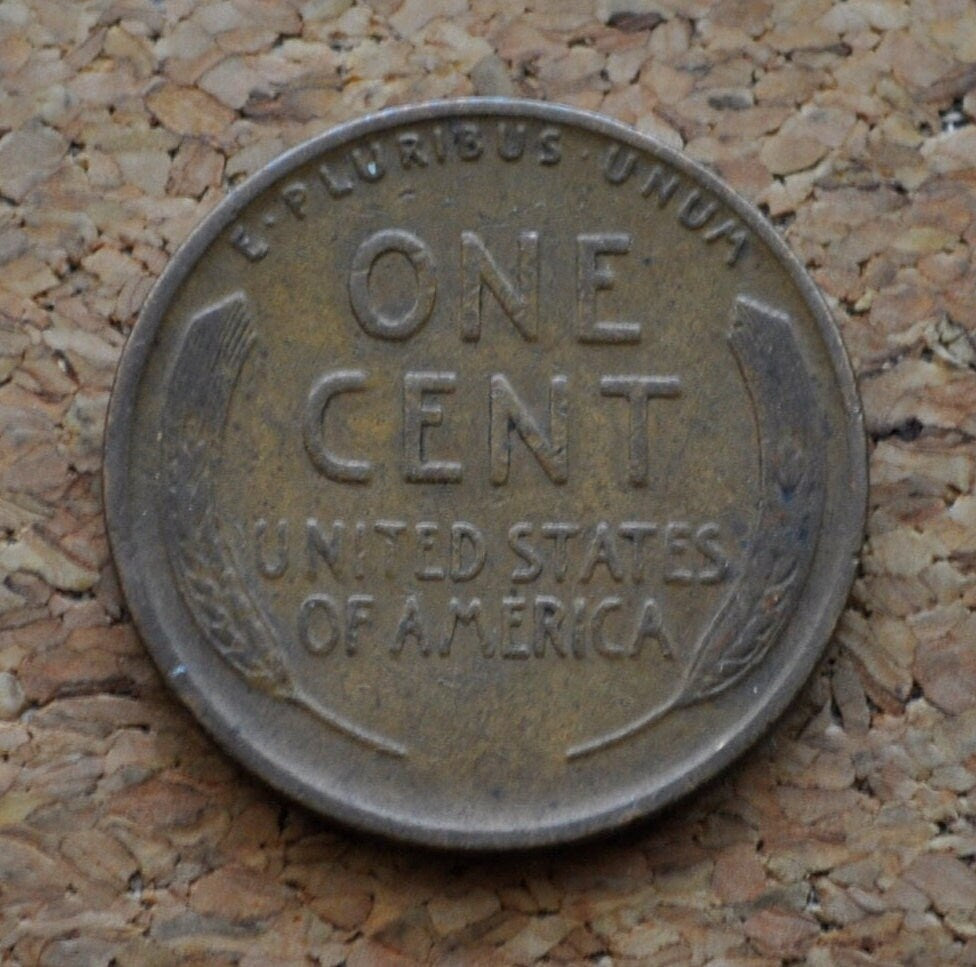 E · PLURIBUS · UNUM
ONE
CENT
UNITED STATES
OF AMERICA